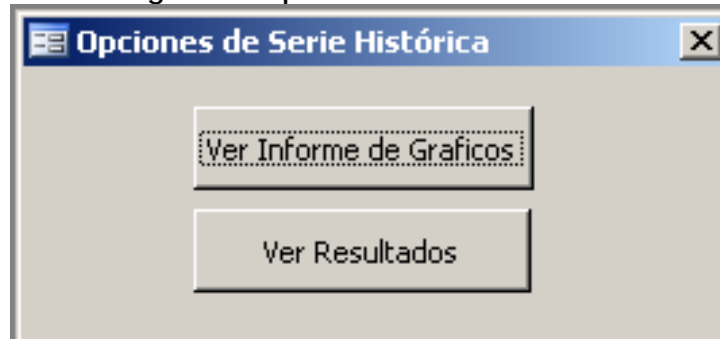 Opciones de Serie Histórica
Ver Informe de Graficos
Ver Resultados